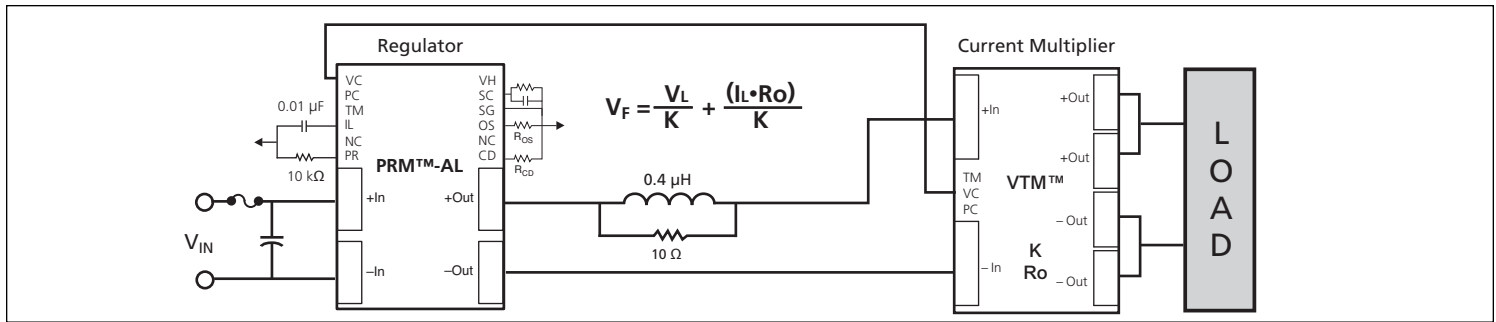 Regulator
Current Multiplier
VC
PC
TM
IL
NC
PR
VH
SC
SG
OS
NC
CD
0.01 µF
10 kΩ
R_OS
R_CD
PRM™-AL
+In
–In
+Out
–Out
V_IN
V_F = V_L/K + (I_L•Ro)/K
0.4 µH
10 Ω
+In
TM
VC
PC
– In
VTM™
K
Ro
+Out
+Out
– Out
– Out
LOAD